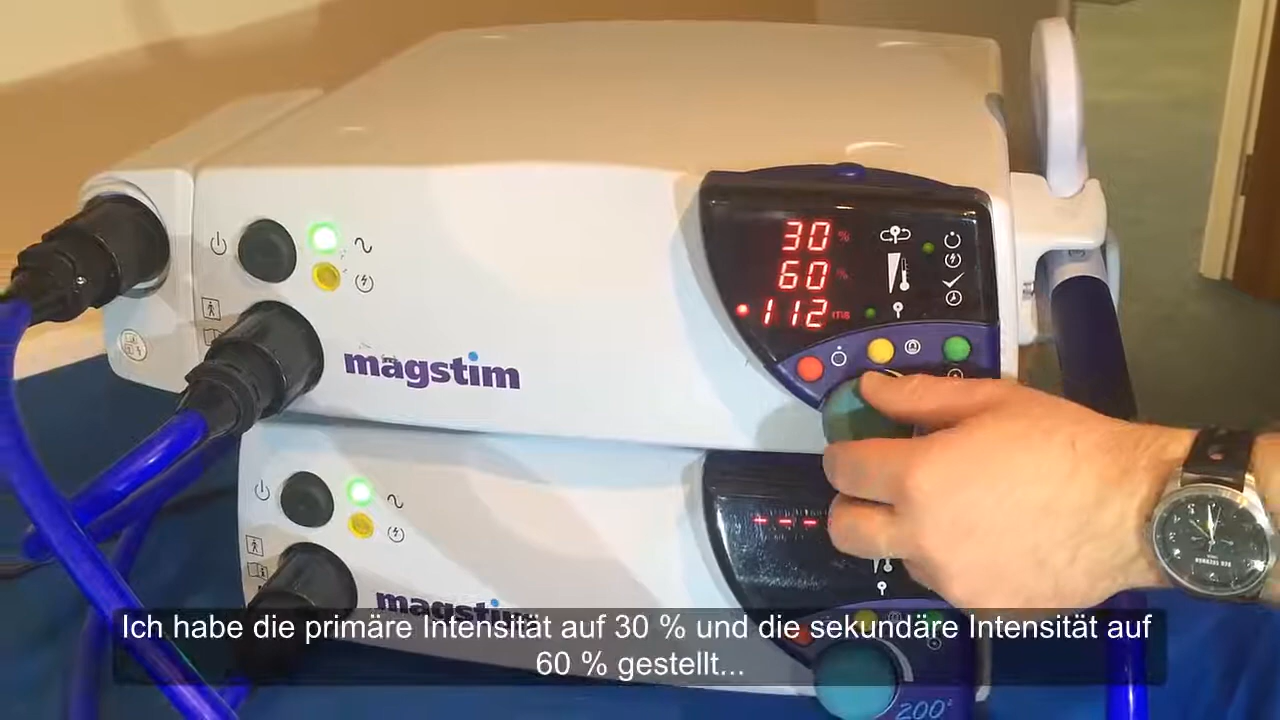 30 %
60 %
112 ms
magstim
- - -
magstim
Ich habe die primäre Intensität auf 30 % und die sekundäre Intensität auf
60 % gestellt...
200²